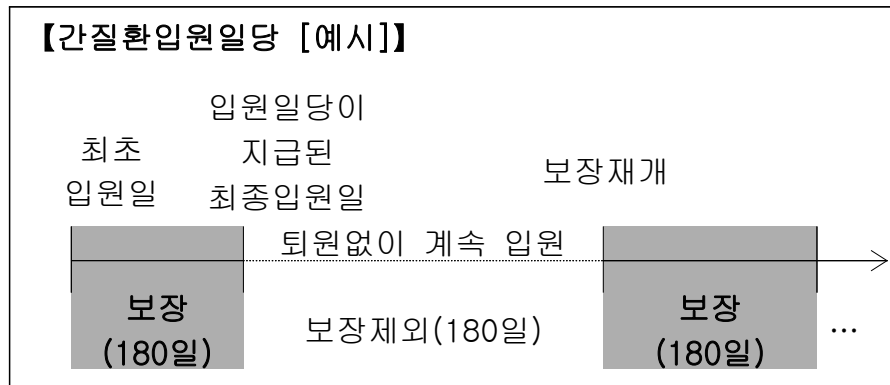 【간질환입원일당 [예시]】
최초
입원일
입원일당이
지급된
최종입원일
보장재개
퇴원없이 계속 입원
보장
(180일)
보장제외(180일)
보장
(180일)
…